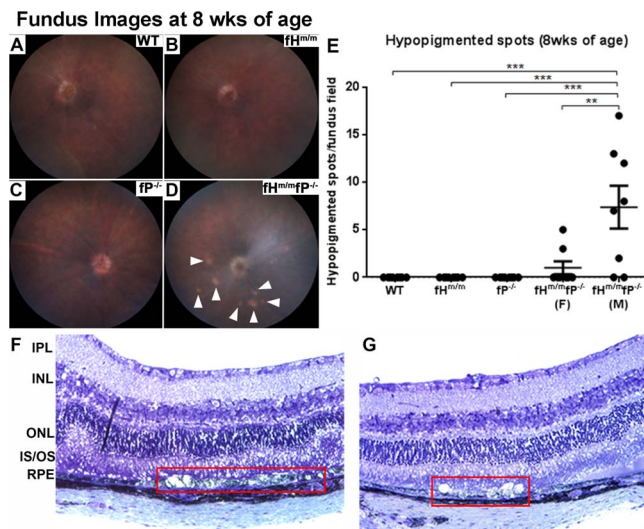 Fundus Images at 8 wks of age
A WT
B fH^m/m
C fP^-/-
D fH^m/m fP^-/-
E
Hypopigmented spots (8wks of age)
***
***
***
**
Hypopigmented spots/fundus field
20
15
10
5
0
WT fH^m/m fP^-/- fH^m/m fP^-/- (F) fH^m/m fP^-/- (M)
F
G
IPL
INL
ONL
IS/OS
RPE